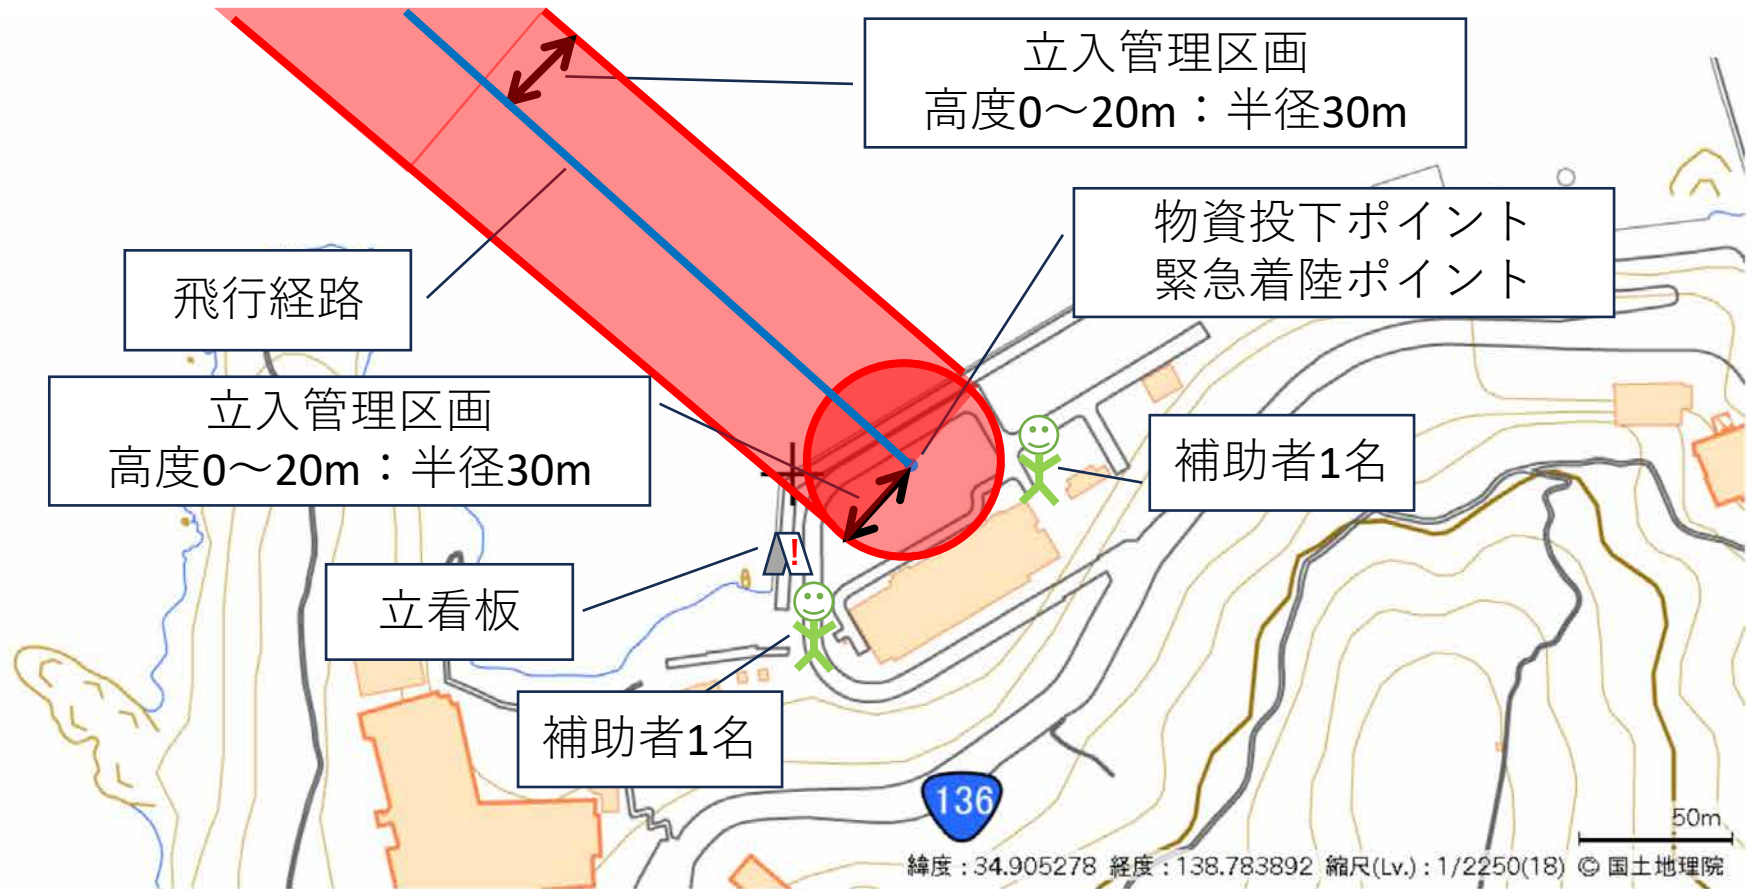 立入管理区画
高度0～20m：半径30m
物資投下ポイント
緊急着陸ポイント
飛行経路
立入管理区画
高度0～20m：半径30m
補助者1名
!
立看板
補助者1名
136
50m
緯度：34.905278 経度：138.783892 縮尺(Lv.)：1/2250(18) © 国土地理院